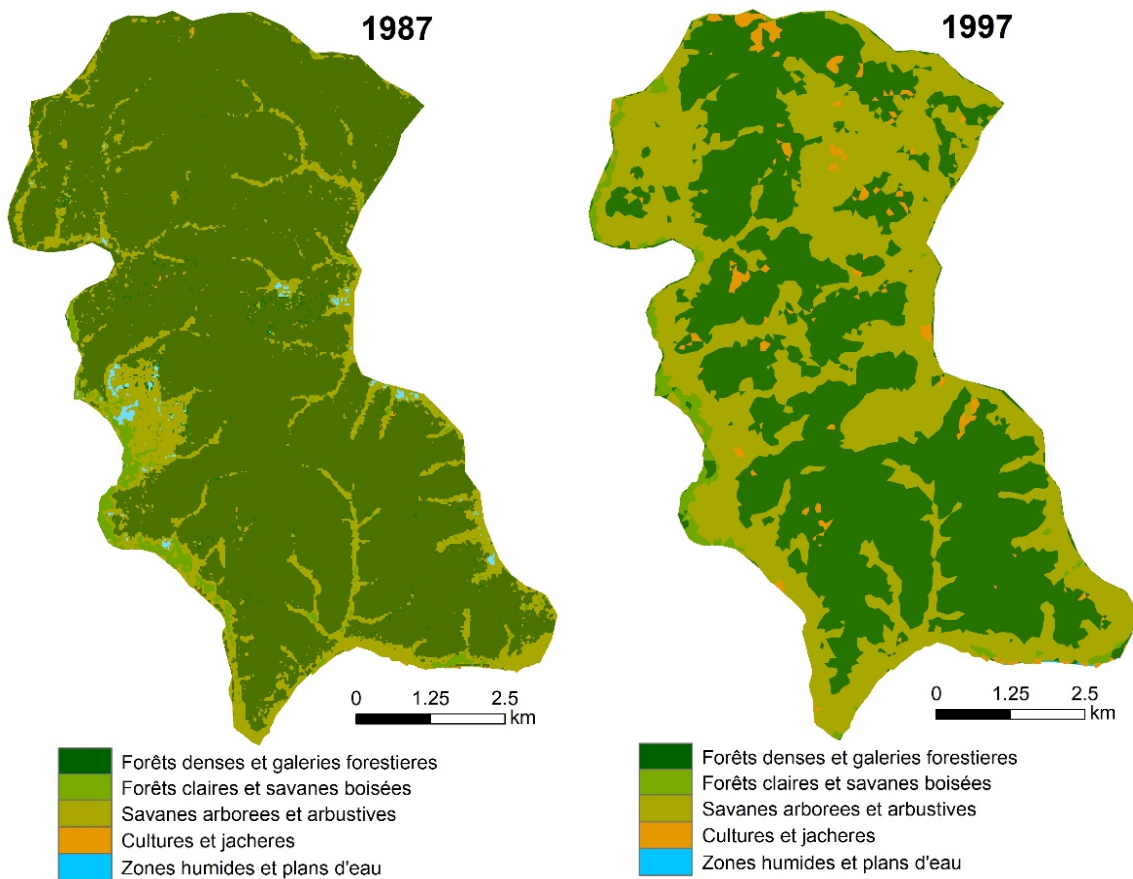 1987
0 1.25 2.5
km
Forêts denses et galeries forestieres
Forêts claires et savanes boisées
Savanes arborees et arbustives
Cultures et jacheres
Zones humides et plans d'eau
1997
0 1.25 2.5
km
Forêts denses et galeries forestieres
Forêts claires et savanes boisées
Savanes arborees et arbustives
Cultures et jacheres
Zones humides et plans d'eau